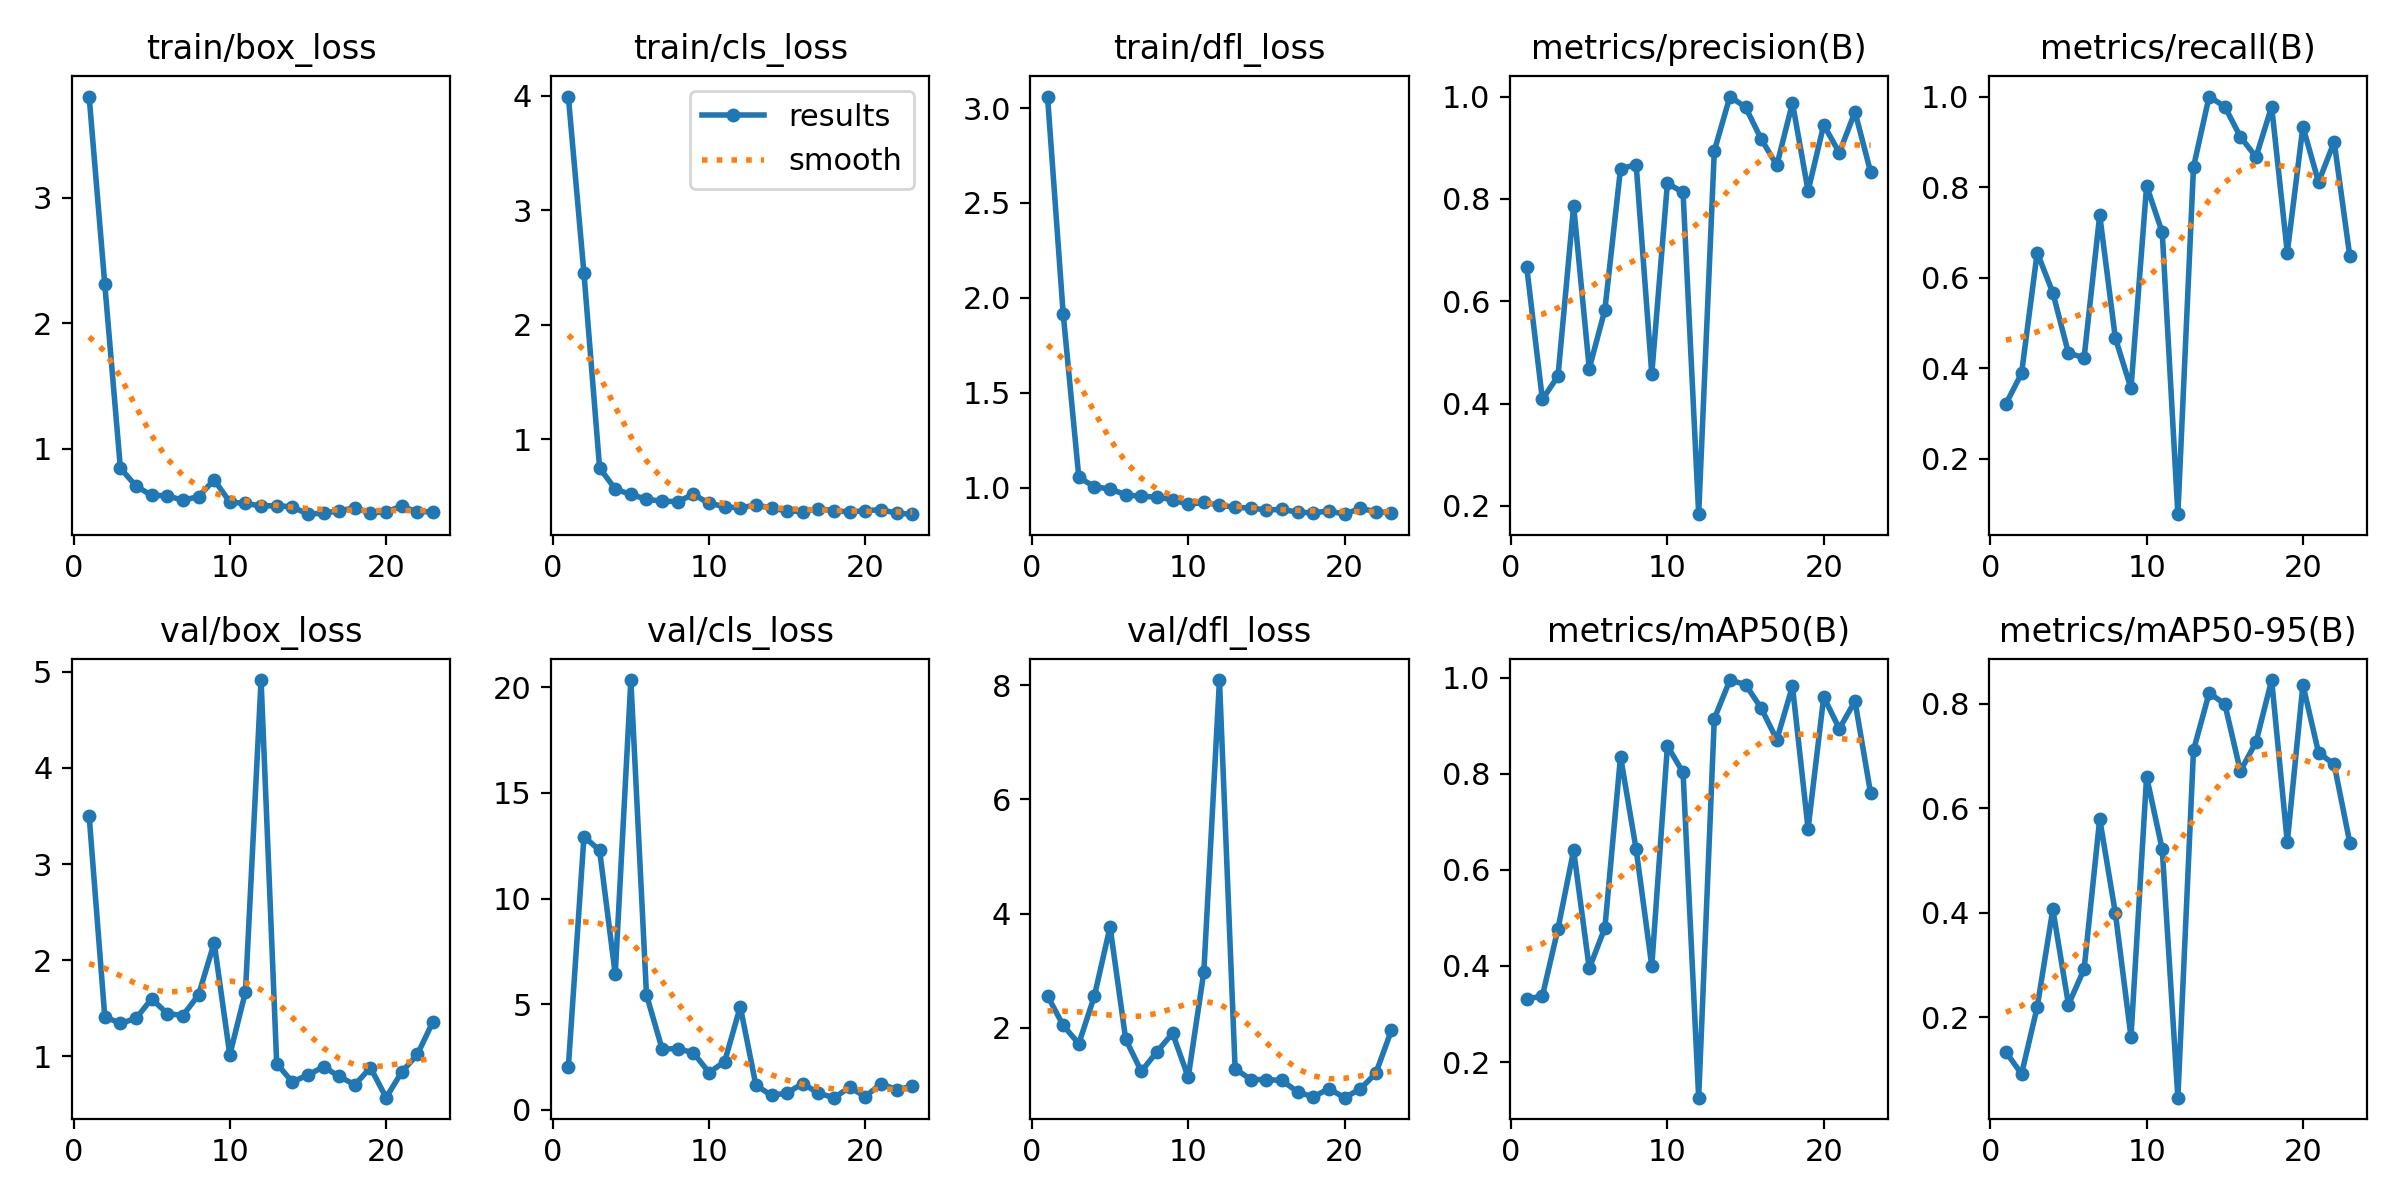 train/box_loss
train/cls_loss
train/dfl_loss
metrics/precision(B)
metrics/recall(B)
3
2
1
0 10 20
4
3
2
1
results
smooth
0 10 20
3.0
2.5
2.0
1.5
1.0
0 10 20
1.0
0.8
0.6
0.4
0.2
0 10 20
1.0
0.8
0.6
0.4
0.2
0 10 20
val/box_loss
val/cls_loss
val/dfl_loss
metrics/mAP50(B)
metrics/mAP50-95(B)
5
4
3
2
1
0 10 20
20
15
10
5
0
0 10 20
8
6
4
2
0 10 20
1.0
0.8
0.6
0.4
0.2
0 10 20
0.8
0.6
0.4
0.2
0 10 20